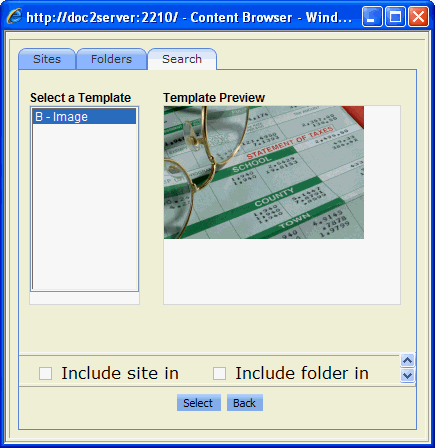 http://doc2server:2210/ - Content Browser - Wind...
Sites
Folders
Search
Select a Template
Template Preview
B - Image
STATEMENT OF TAXES
SCHOOL
COUNTY
TOWN
Include site in
Include folder in
Select
Back